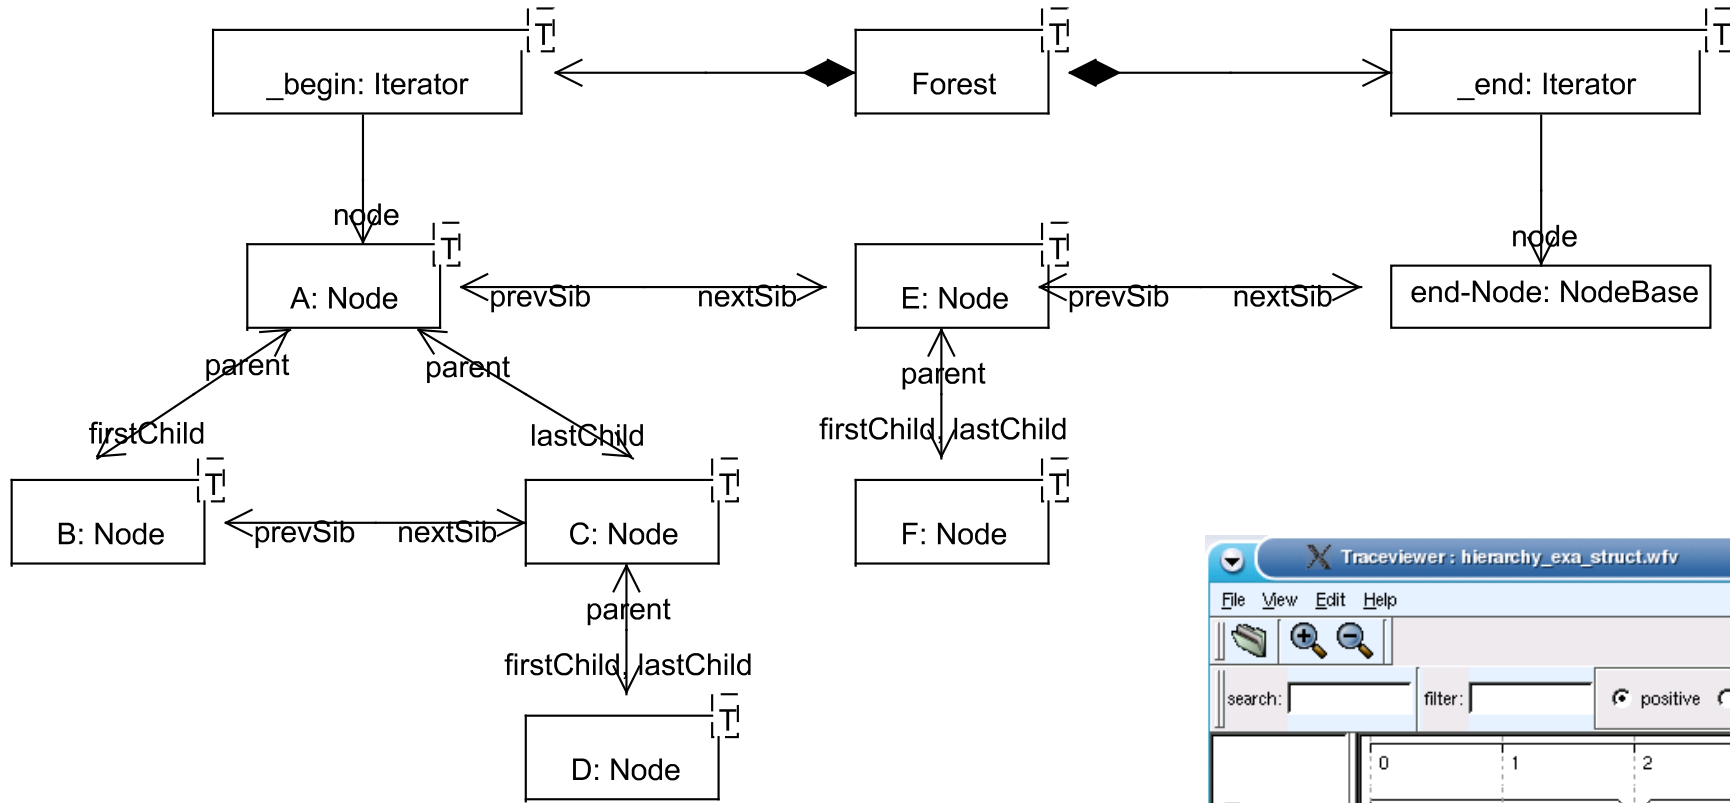 T
T
T
_begin: Iterator
Forest
_end: Iterator
node
node
T
T
A: Node
prevSib
nextSib
E: Node
prevSib
nextSib
end-Node: NodeBase
parent
parent
parent
firstChild
lastChild
firstChild, lastChild
T
T
T
B: Node
prevSib
nextSib
C: Node
F: Node
parent
firstChild, lastChild
T
D: Node
X Traceviewer : hierarchy_exa_struct.wfv
File View Edit Help
search:
filter:
positive
0
1
2